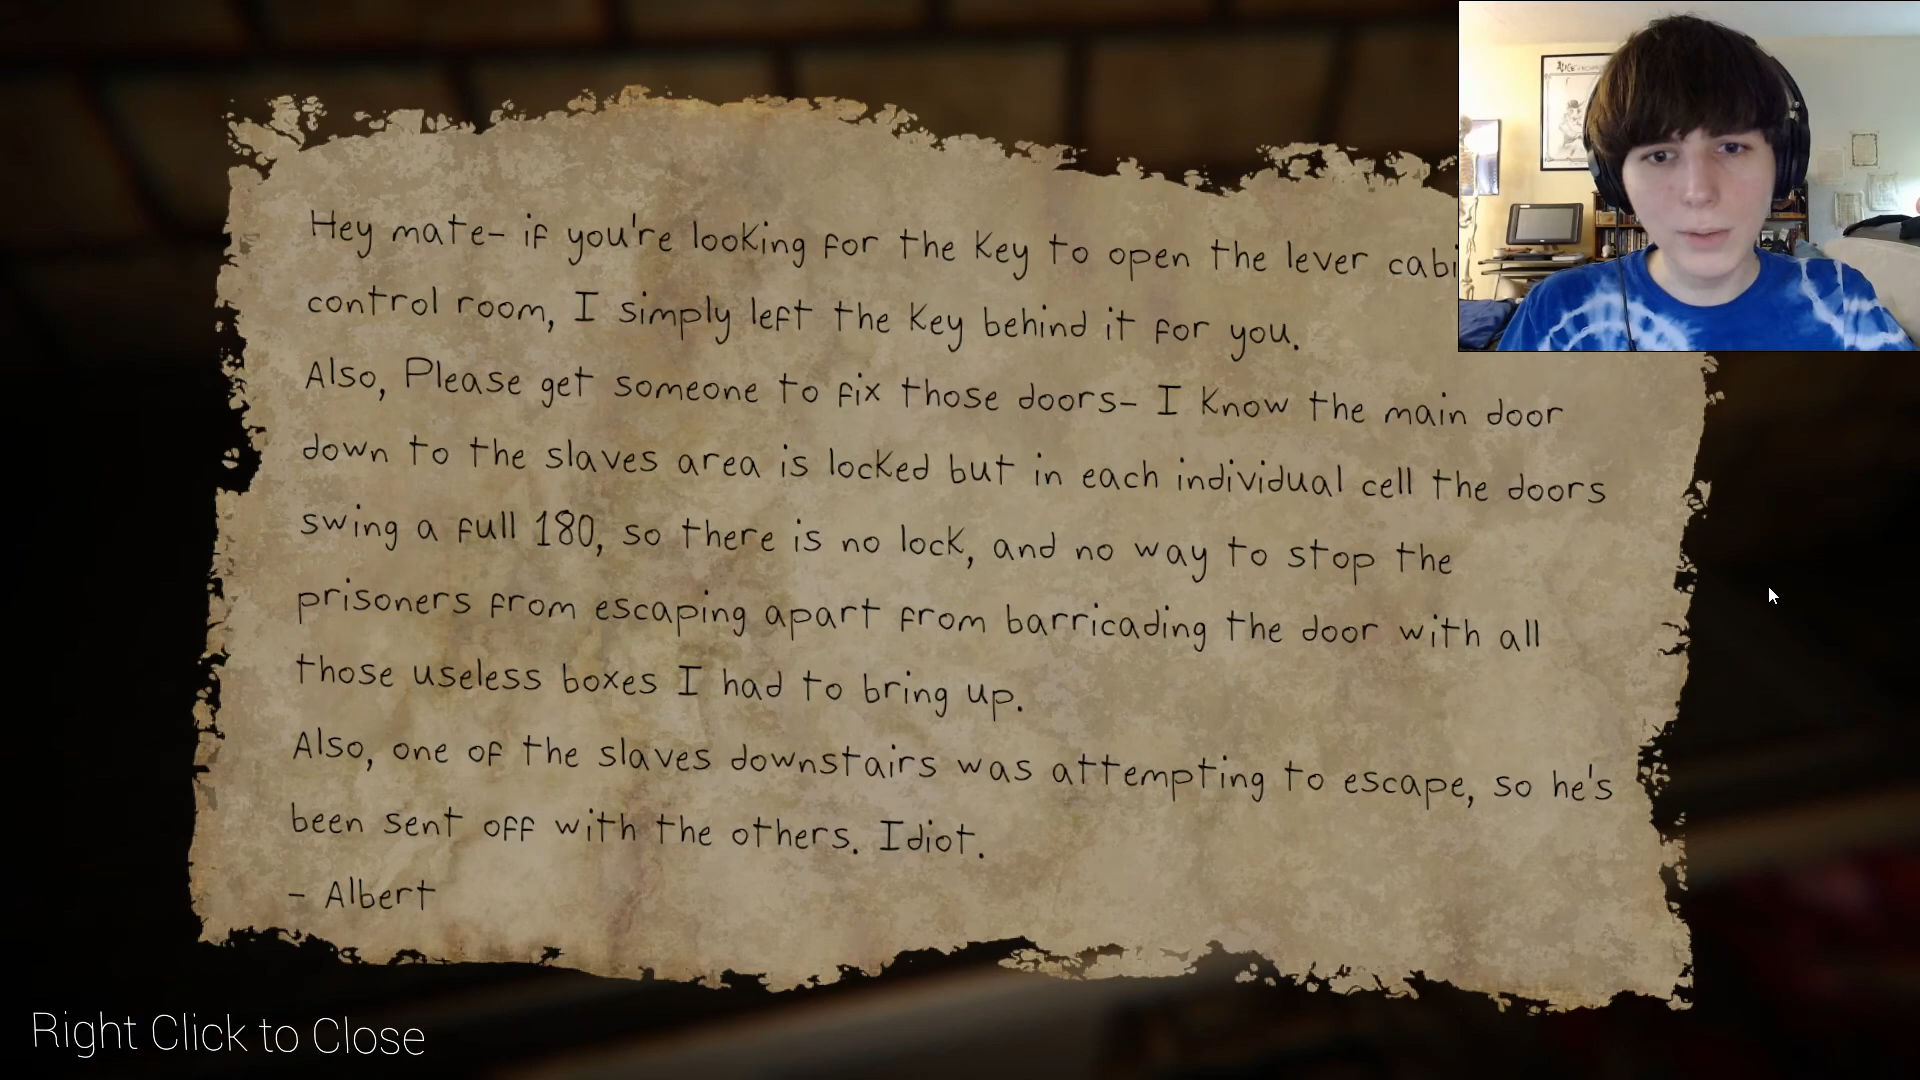 Hey mate- if you're looking for the key to open the lever
control room, I simply left the key behind it for you.
Also, Please get someone to fix those doors- I know the main door
down to the slaves area is locked but in each individual cell the doors
swing a full 180, so there is no lock, and no way to stop the
prisoners from escaping apart from barricading the door with all
those useless boxes I had to bring up.
Also, one of the slaves downstairs was attempting to escape, so he's
been sent off with the others. Idiot.
- Albert
Right Click to Close